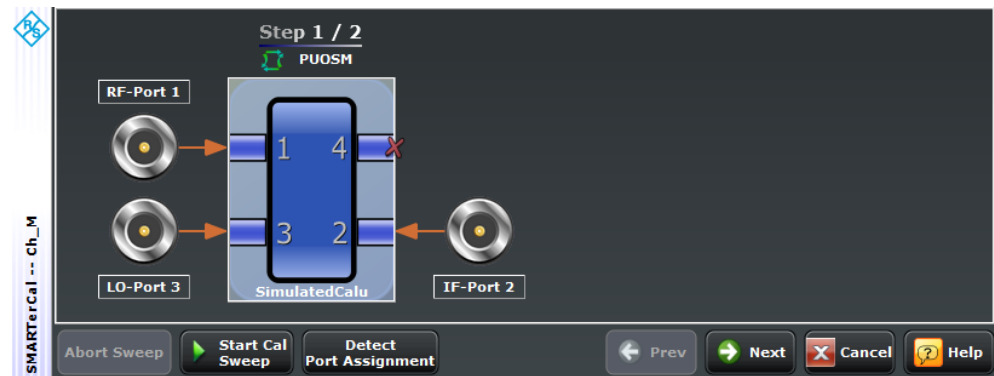 R&S
Step 1 / 2
PUOSM
RF-Port 1
1 4
3 2
LO-Port 3
SimulatedCalu
IF-Port 2
SMARTerCal -- Ch_M
Abort Sweep
Start Cal
Sweep
Detect
Port Assignment
Prev
Next
Cancel
Help